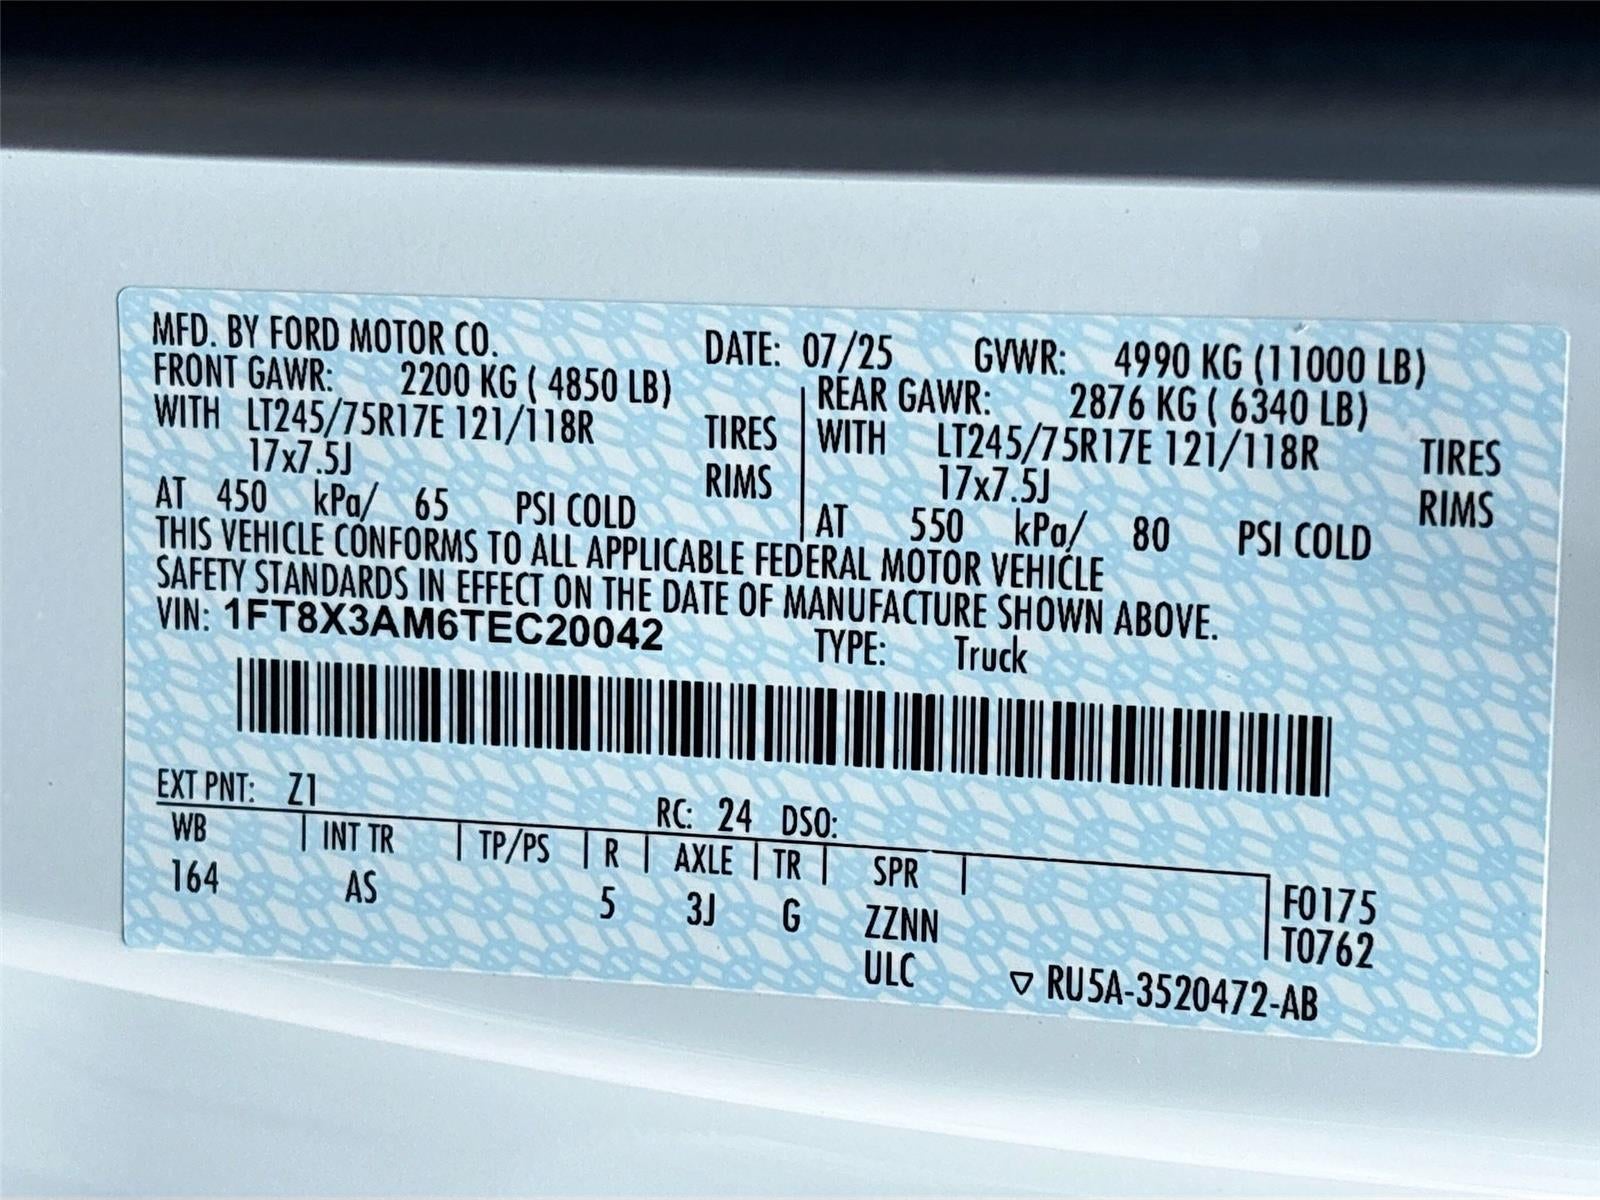 MFD. BY FORD MOTOR CO. DATE: 07/25 GVWR: 4990 KG (11000 LB)
FRONT GAWR: 2200 KG ( 4850 LB) REAR GAWR: 2876 KG ( 6340 LB)
WITH LT245/75R17E 121/118R TIRES WITH LT245/75R17E 121/118R TIRES
17x7.5J RIMS 17x7.5J RIMS
AT 450 kPa/ 65 PSI COLD AT 550 kPa/ 80 PSI COLD
THIS VEHICLE CONFORMS TO ALL APPLICABLE FEDERAL MOTOR VEHICLE
SAFETY STANDARDS IN EFFECT ON THE DATE OF MANUFACTURE SHOWN ABOVE.
VIN: 1FT8X3AM6TEC20042 TYPE: Truck
EXT PNT: Z1 RC: 24 DSO:
WB INT TR TP/PS R AXLE TR SPR
164 AS 5 3J G ZZNN F0175
ULC T0762
▽ RU5A-3520472-AB